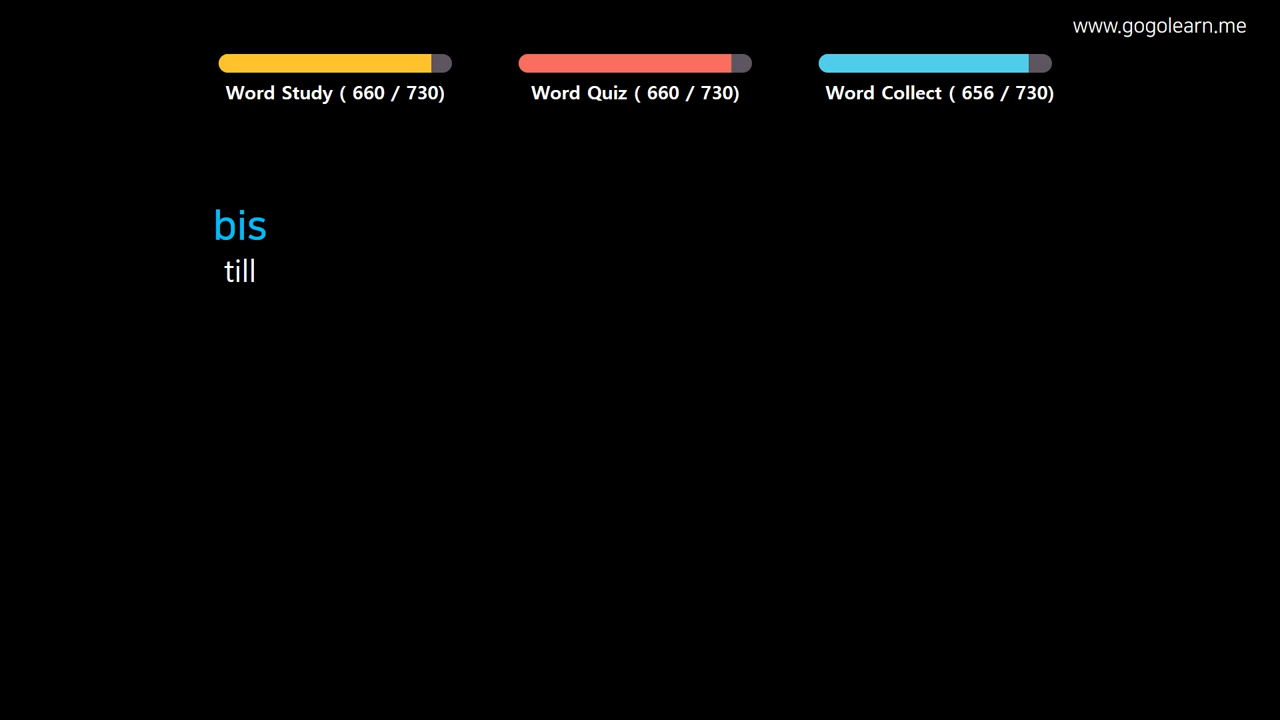 www.gogolearn.me
Word Study ( 660 / 730)
Word Quiz ( 660 / 730)
Word Collect ( 656 / 730)
bis
till